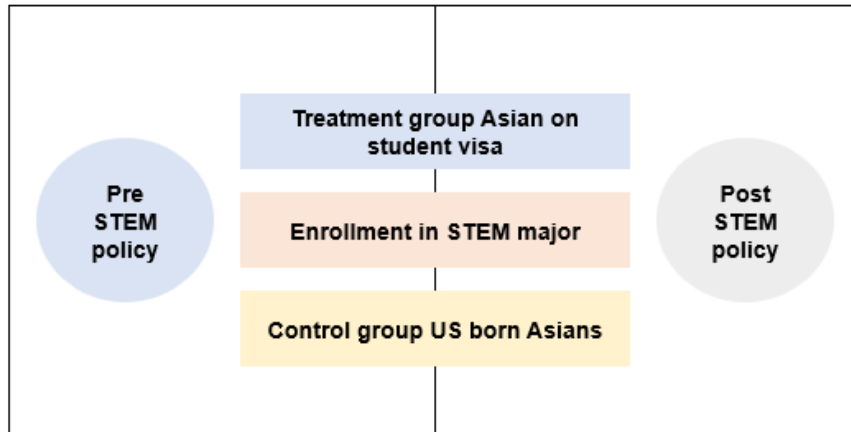 Pre
STEM
policy
Treatment group Asian on
student visa
Enrollment in STEM major
Control group US born Asians
Post
STEM
policy